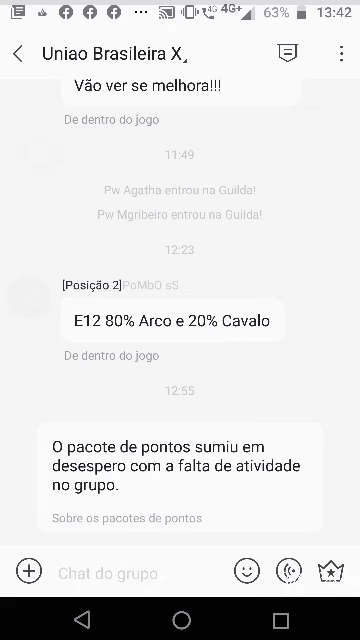 4G 4G+ 63% 13:42
Uniao Brasileira X
Vão ver se melhora!!!
De dentro do jogo
11:49
Pw Agatha entrou na Guilda!
Pw Mgribeiro entrou na Guilda!
12:23
[Posição 2]PoMbO sS
E12 80% Arco e 20% Cavalo
De dentro do jogo
12:55
O pacote de pontos sumiu em
desespero com a falta de atividade
no grupo.
Sobre os pacotes de pontos
Chat do grupo